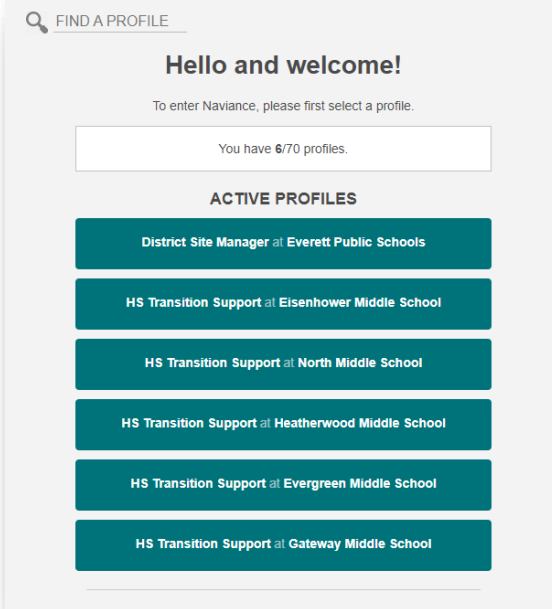 FIND A PROFILE
Hello and welcome!
To enter Naviance, please first select a profile.
You have 6/70 profiles.
ACTIVE PROFILES
District Site Manager at Everett Public Schools
HS Transition Support at Eisenhower Middle School
HS Transition Support at North Middle School
HS Transition Support at Heatherwood Middle School
HS Transition Support at Evergreen Middle School
HS Transition Support at Gateway Middle School